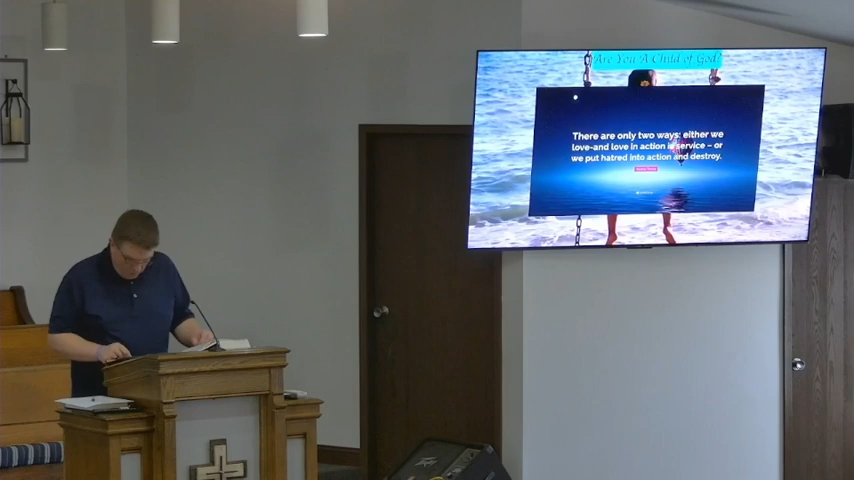 Are You A Child of God?
There are only two ways: either we
love-and love in action is service – or
we put hatred into action and destroy.